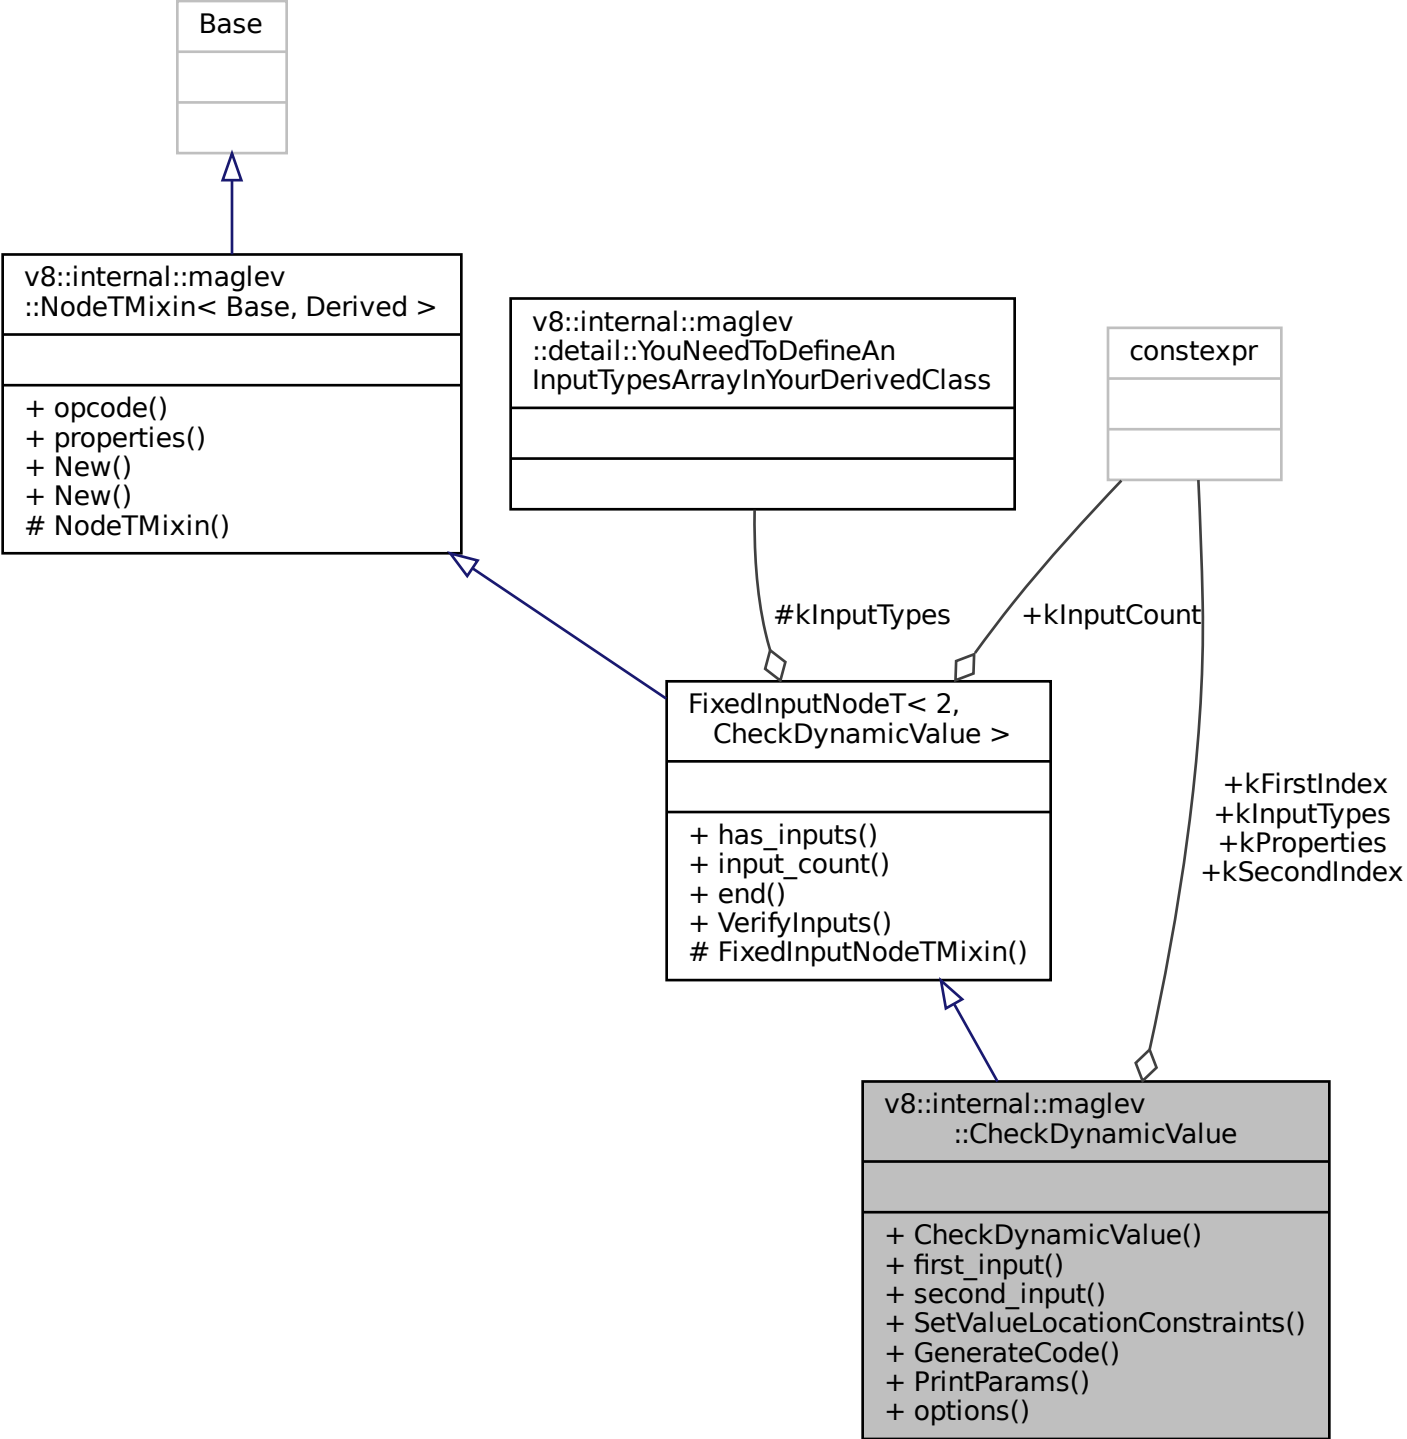 Base
v8::internal::maglev
::NodeTMixin< Base, Derived >
+ opcode()
+ properties()
+ New()
+ New()
# NodeTMixin()
v8::internal::maglev
::detail::YouNeedToDefineAn
InputTypesArrayInYourDerivedClass
constexpr
#kInputTypes
+kInputCount
FixedInputNodeT< 2,
CheckDynamicValue >
+ has_inputs()
+ input_count()
+ end()
+ VerifyInputs()
# FixedInputNodeTMixin()
+kFirstIndex
+kInputTypes
+kProperties
+kSecondIndex
v8::internal::maglev
::CheckDynamicValue
+ CheckDynamicValue()
+ first_input()
+ second_input()
+ SetValueLocationConstraints()
+ GenerateCode()
+ PrintParams()
+ options()